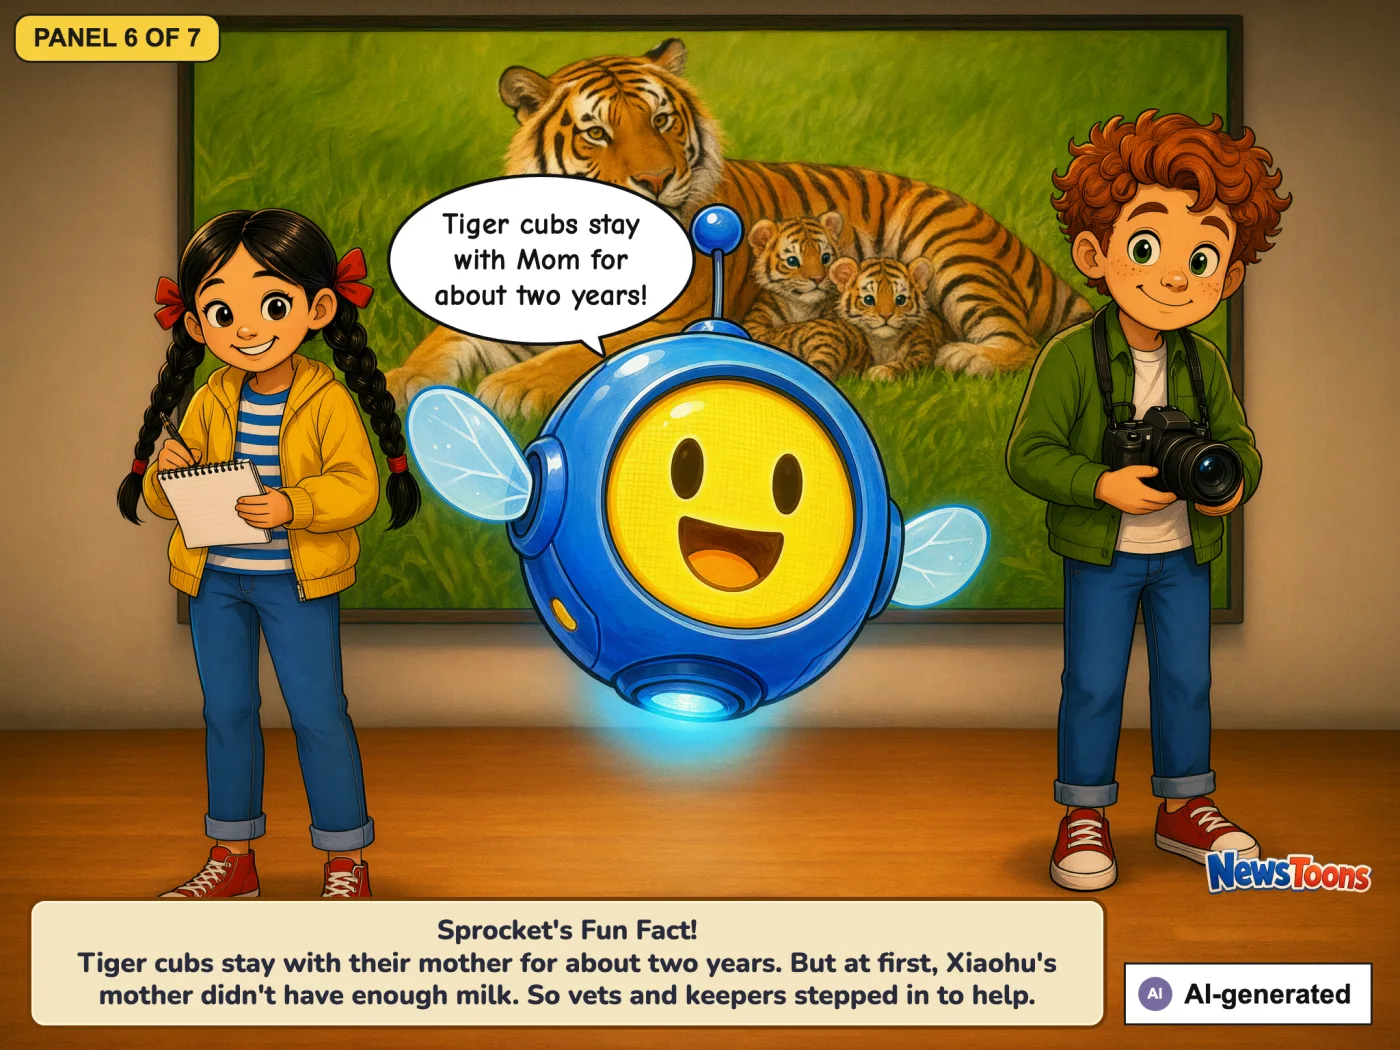 PANEL 6 OF 7
Tiger cubs stay
with Mom for
about two years!
NewsToons
Sprocket's Fun Fact!
Tiger cubs stay with their mother for about two years. But at first, Xiaohu's
mother didn't have enough milk. So vets and keepers stepped in to help.
AI AI-generated